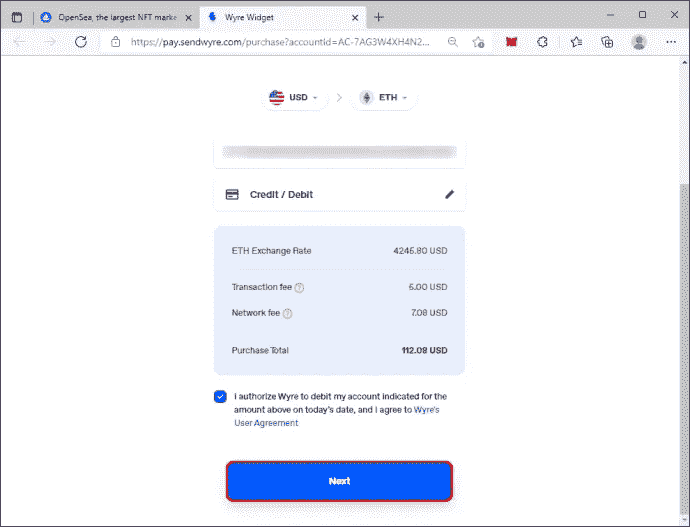 OpenSea, the largest NFT marke
Wyre Widget
https://pay.sendwyre.com/purchase?accountid=AC-7AG3W4XH4N2...
USD
ETH
Credit / Debit
ETH Exchange Rate 4245.80 USD
Transaction fee 5.00 USD
Network fee 7.08 USD
Purchase Total 112.08 USD
I authorize Wyre to debit my account indicated for the
amount above on today's date, and I agree to Wyre's
User Agreement
Next